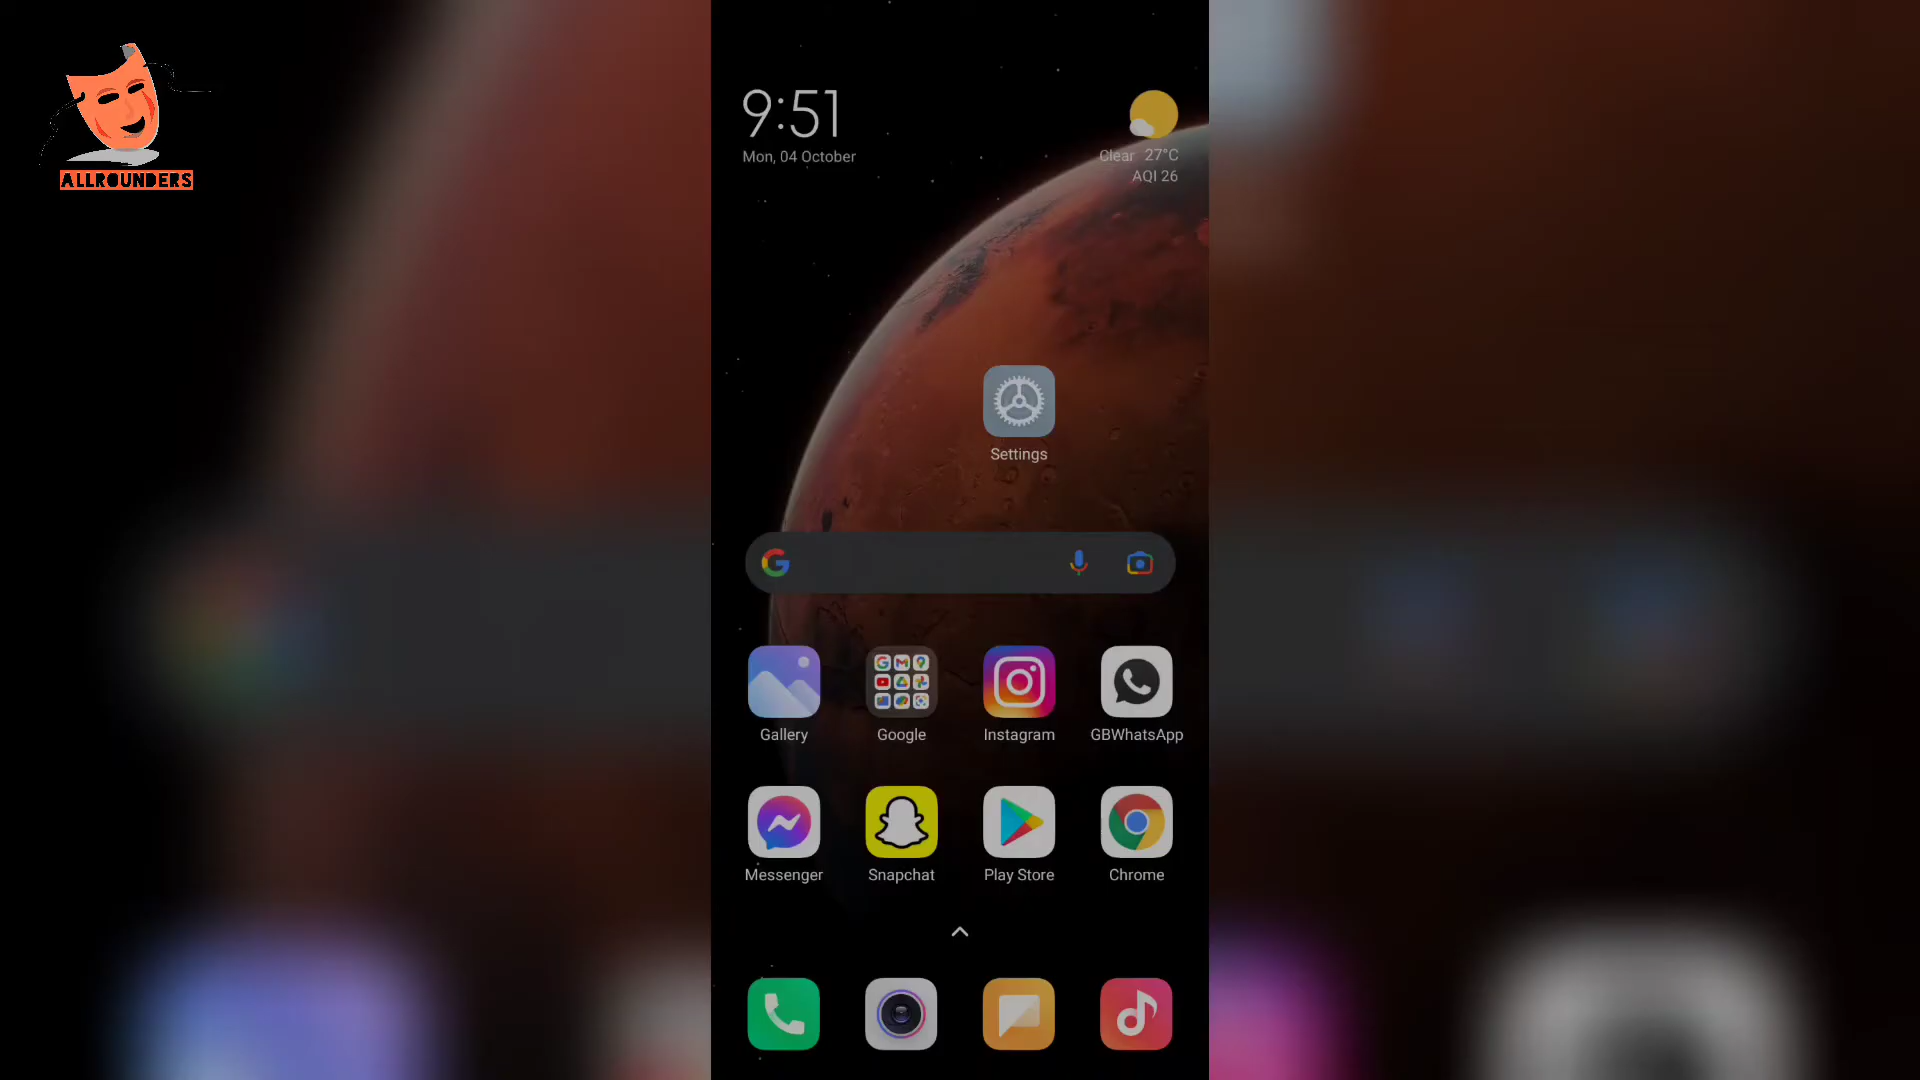 ALLROUNDERS
9:51
Mon, 04 October
Clear 27°C
AQI 26
Settings
Gallery
Google
Instagram
GBWhatsApp
Messenger
Snapchat
Play Store
Chrome